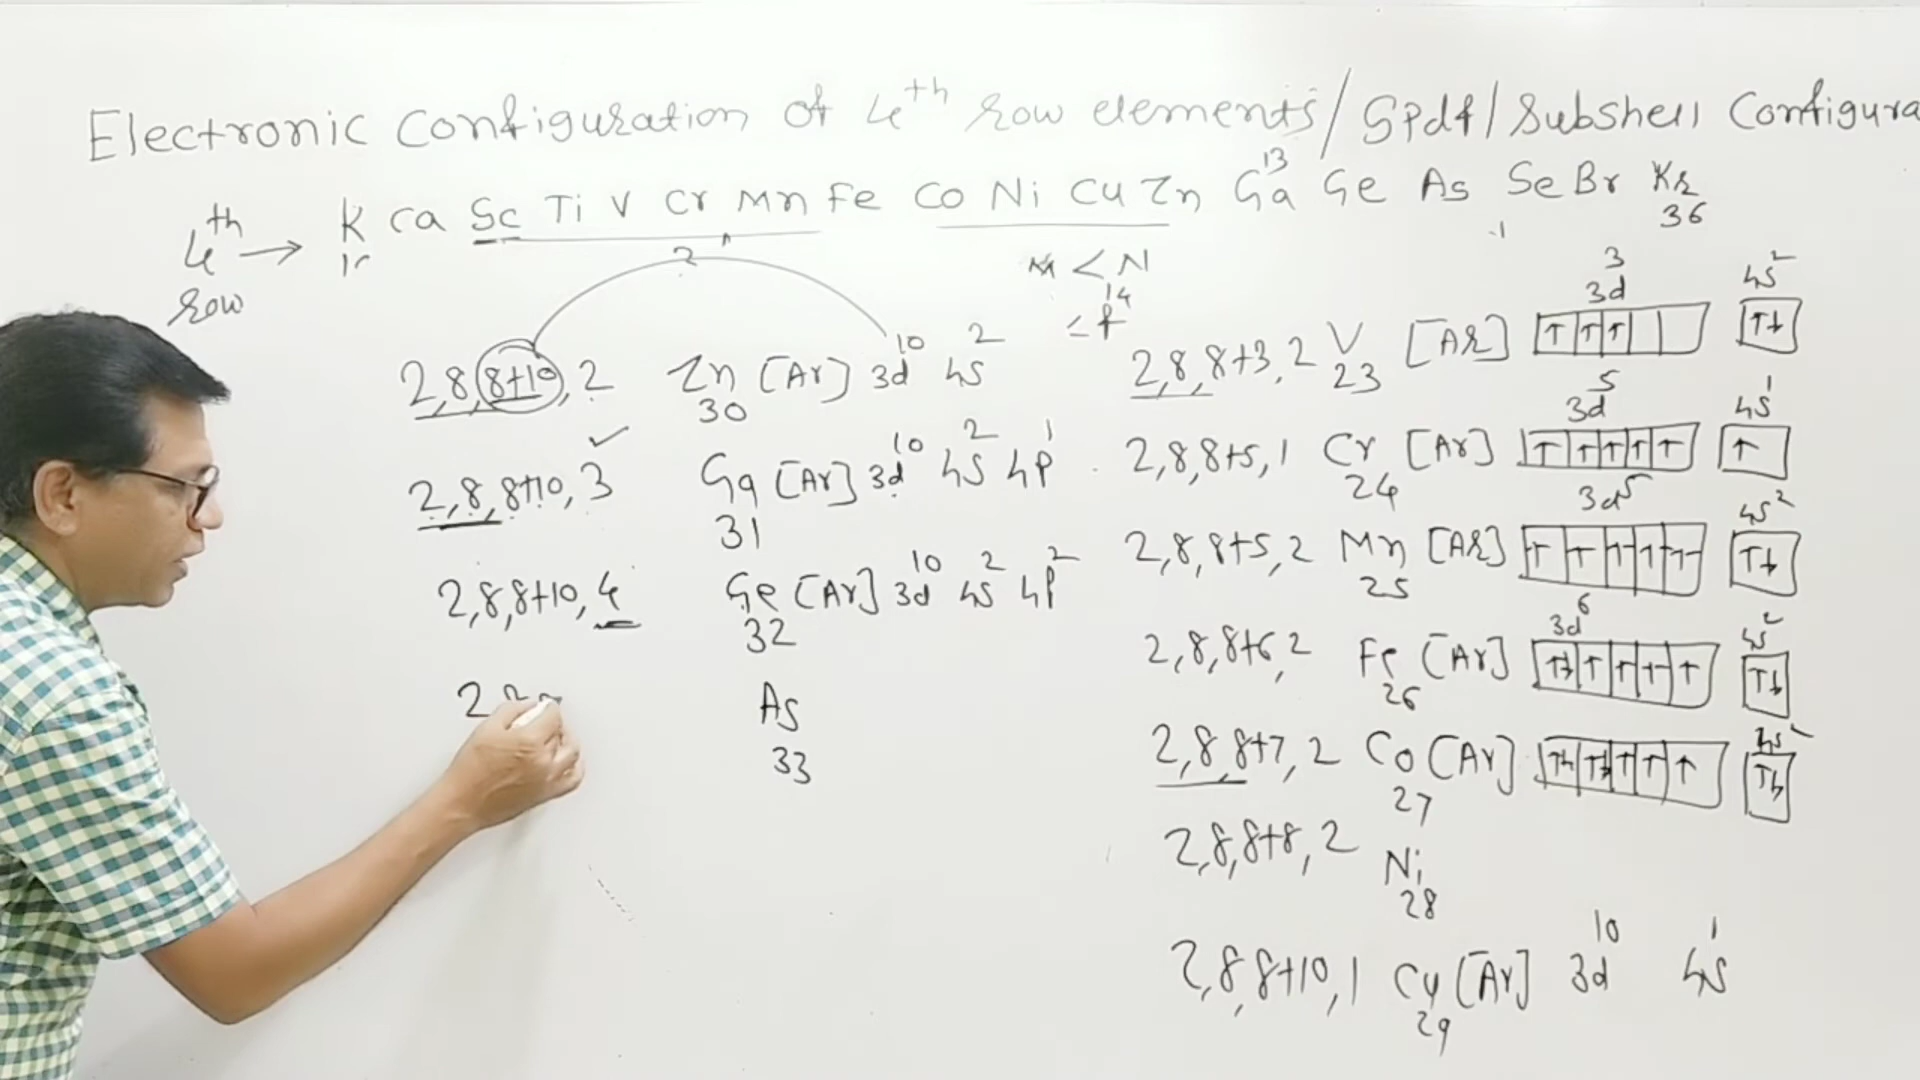 Electronic Configuration of 4th row elements/ Spdf/ Subshell Configura
4th row → K Ca Sc Ti V Cr Mn Fe Co Ni Cu Zn Ga Ge As Se Br Kr
13
36
M < N
14
2
2,8,8+10,2 Zn [Ar] 3d10 4s2
30
2,8,8+10,3 Ga [Ar] 3d10 4s2 4p1
31
2,8,8+10,4 Ge [Ar] 3d10 4s2 4p2
32
2
As
33
3
3d 4s2
2,8,8+3,2 V [Ar] ↑ ↑ ↑ ↑↓
23
3d5 4s1
2,8,8+5,1 Cr [Ar] ↑ ↑ ↑ ↑ ↑ ↑
24
3d5 4s2
2,8,8+5,2 Mn [Ar] ↑ ↑ ↑ ↑ ↑ ↑↓
25
3d6 4s2
2,8,8+6,2 Fe [Ar] ↑↓ ↑ ↑ ↑ ↑ ↑↓
26
4s2
2,8,8+7,2 Co [Ar] ↑↓ ↑↓ ↑ ↑ ↑ ↑↓
27
2,8,8+8,2 Ni
28
2,8,8+10,1 Cu [Ar] 3d10 4s1
29